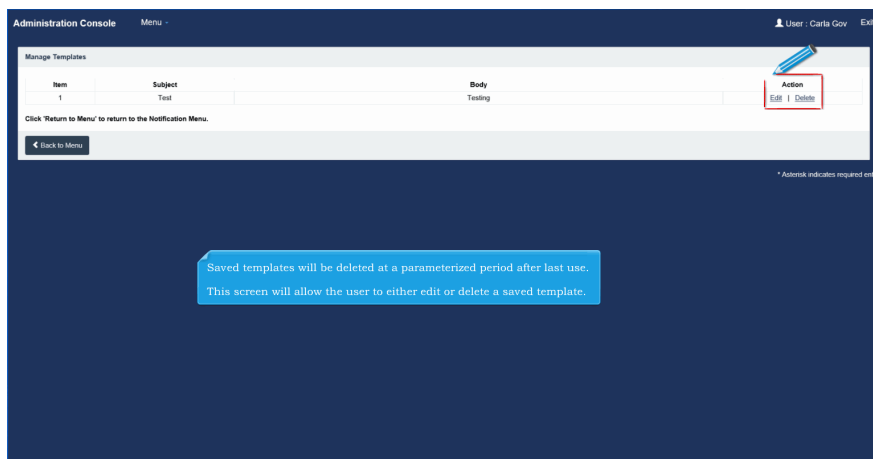 Administration Console Menu User : Carla Gov Exit
Manage Templates
Item Subject Body Action
1 Test Testing Edit | Delete
Click 'Return to Menu' to return to the Notification Menu.
Back to Menu
* Asterisk indicates required
Saved templates will be deleted at a parameterized period after last use.
This screen will allow the user to either edit or delete a saved template.